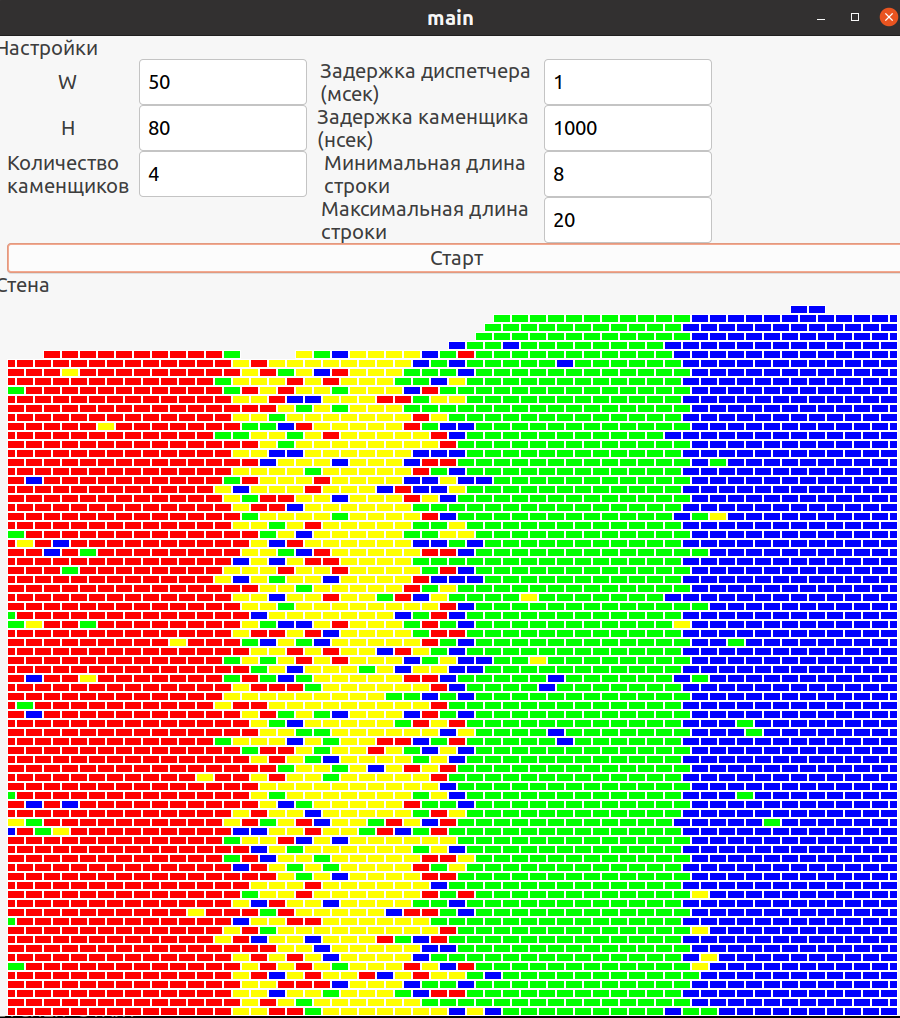 main
Настройки
W
50
Задержка диспетчера
(мсек)
1
H
80
Задержка каменщика
(нсек)
1000
Количество
каменщиков
4
Минимальная длина
строки
8
Максимальная длина
строки
20
Старт
Стена